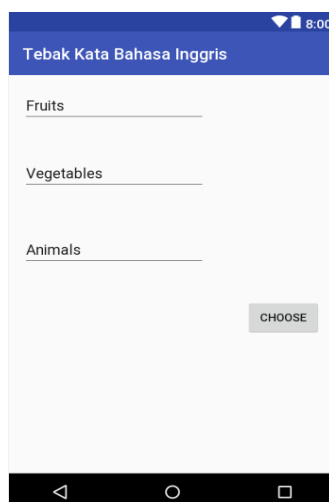 8:00
Tebak Kata Bahasa Inggris
Fruits
Vegetables
Animals
CHOOSE